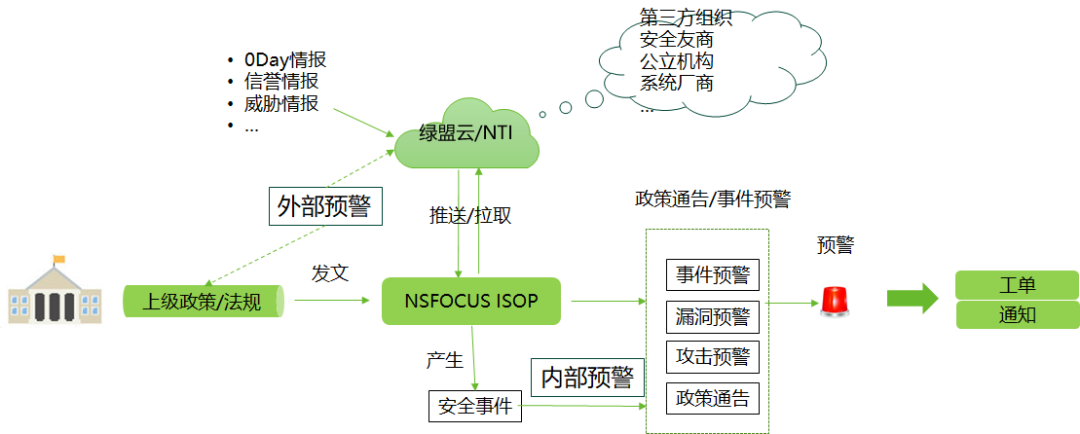 第三方组织
安全友商
公立机构
系统厂商
...
• 0Day情报
• 信誉情报
• 威胁情报
• ...
绿盟云/NTI
外部预警
推送/拉取
政策通告/事件预警
预警
发文
上级政策/法规
NSFOCUS ISOP
事件预警
漏洞预警
攻击预警
政策通告
工单
通知
产生
内部预警
安全事件